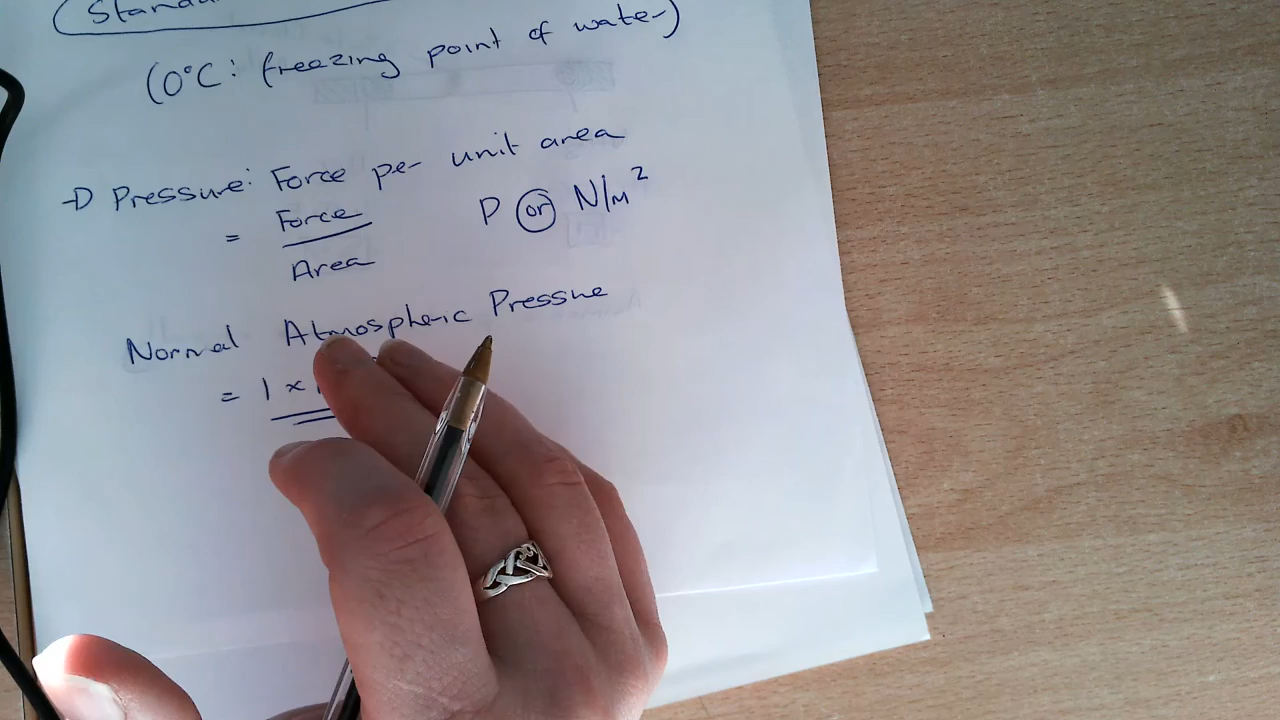 (0°C: freezing point of water)
→ Pressure: Force per unit area
= Force / Area P or N/m²
Normal Atmospheric Pressure
= 1 ×